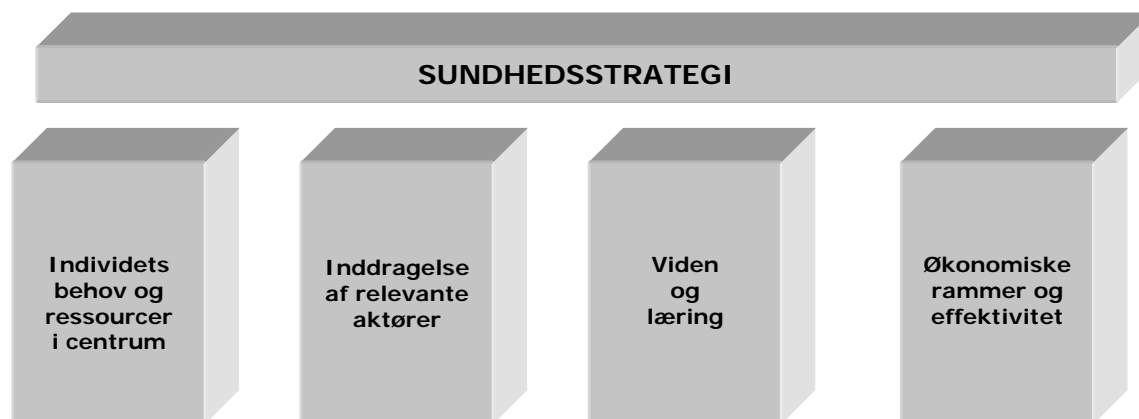 SUNDHEDSSTRATEGI
Individets
behov og
ressourcer
i centrum
Inddragelse
af relevante
aktører
Viden
og
læring
Økonomiske
rammer og
effektivitet